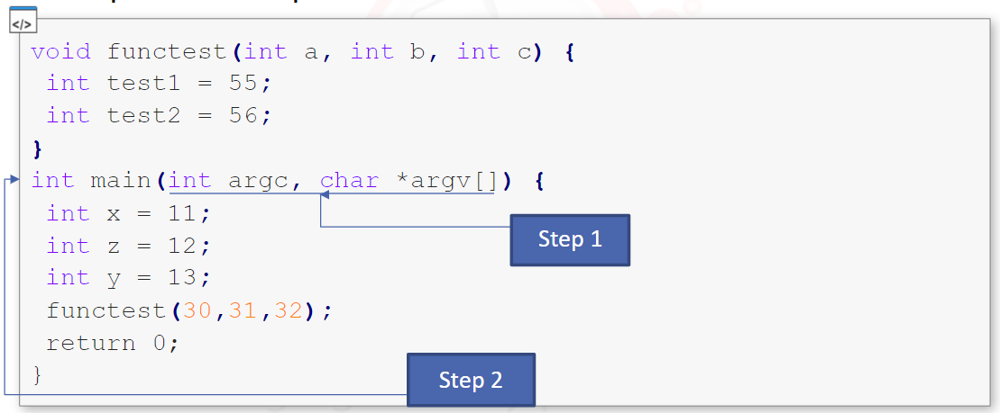 </>
void functest(int a, int b, int c) {
int test1 = 55;
int test2 = 56;
}
int main(int argc, char *argv[]) {
int x = 11;
int z = 12;
int y = 13;
functest(30,31,32);
return 0;
}
Step 1
Step 2